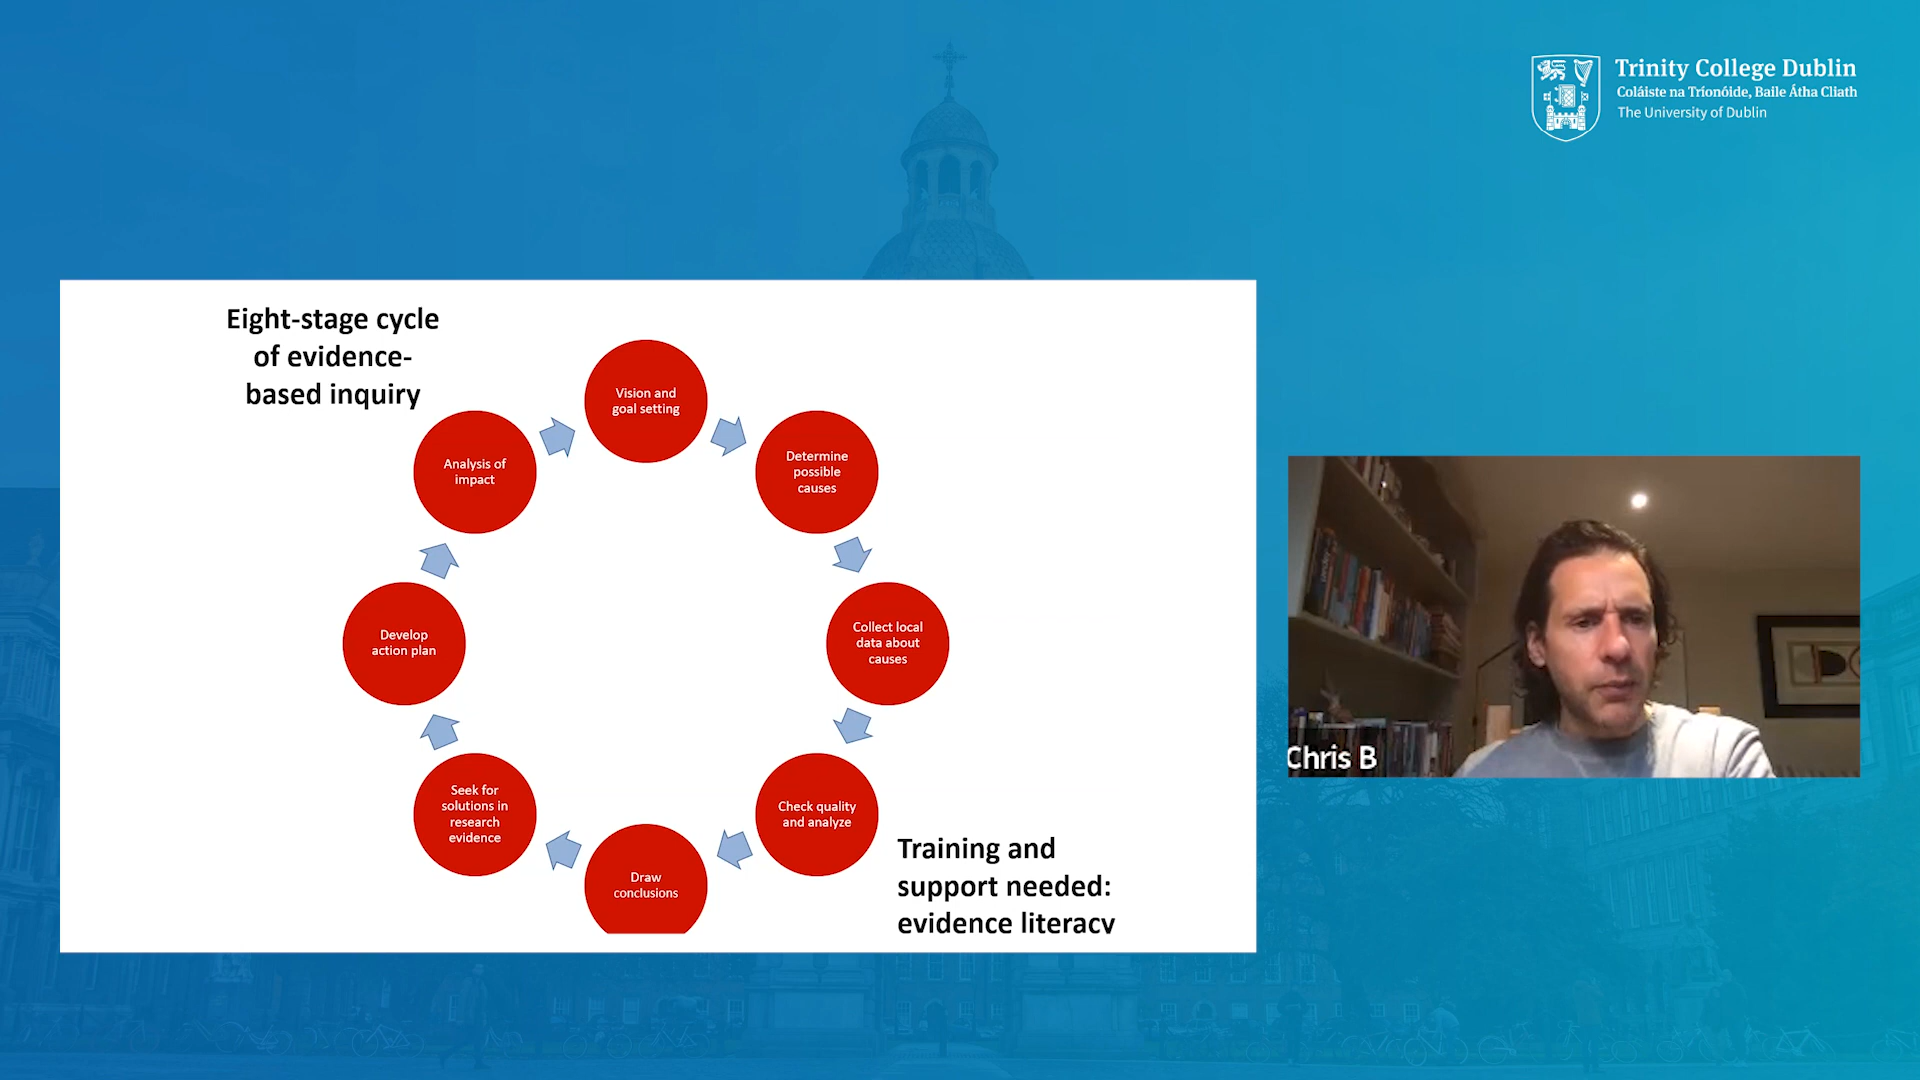 Trinity College Dublin
Coláiste na Tríonóide, Baile Átha Cliath
The University of Dublin
Eight-stage cycle
of evidence-
based inquiry
Vision and
goal setting
Determine
possible
causes
Collect local
data about
causes
Check quality
and analyze
Draw
conclusions
Seek for
solutions in
research
evidence
Develop
action plan
Analysis of
impact
Training and
support needed:
evidence literacy
Chris B